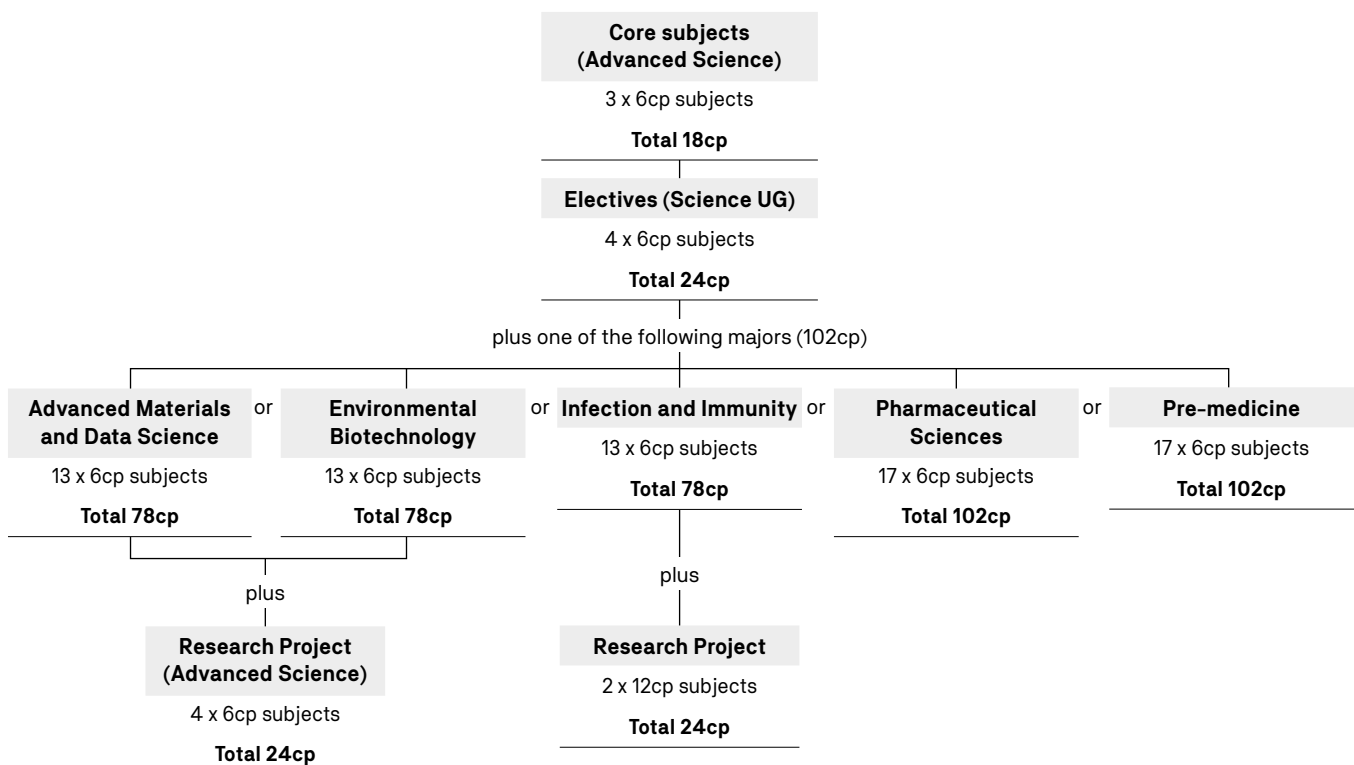 Core subjects
(Advanced Science)
3 x 6cp subjects
Total 18cp
Electives (Science UG)
4 x 6cp subjects
Total 24cp
plus one of the following majors (102cp)
Advanced Materials
and Data Science
13 x 6cp subjects
Total 78cp
or
Environmental
Biotechnology
13 x 6cp subjects
Total 78cp
or
Infection and Immunity
13 x 6cp subjects
Total 78cp
or
Pharmaceutical
Sciences
17 x 6cp subjects
Total 102cp
or
Pre-medicine
17 x 6cp subjects
Total 102cp
plus
Research Project
(Advanced Science)
4 x 6cp subjects
Total 24cp
plus
Research Project
2 x 12cp subjects
Total 24cp